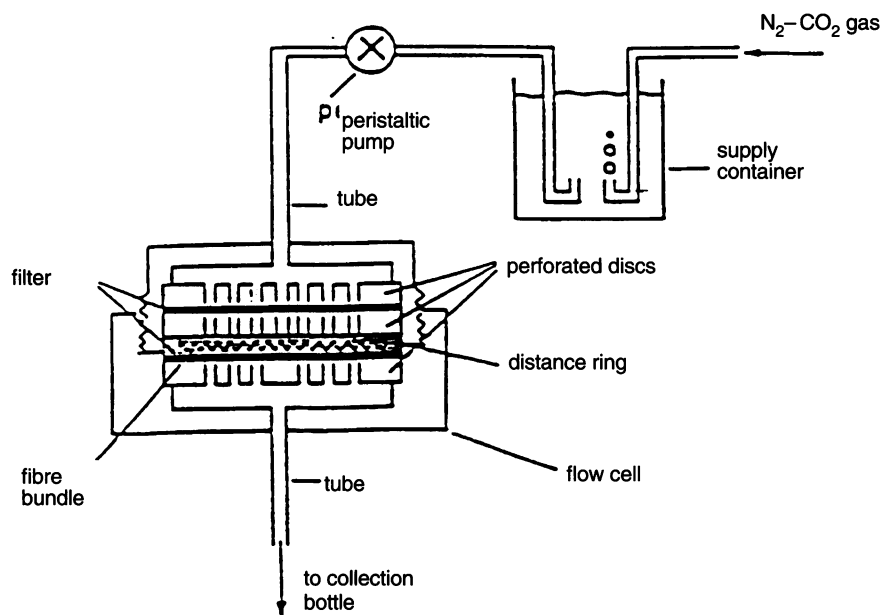 N₂–CO₂ gas
peristaltic
pump
supply
container
tube
filter
perforated discs
distance ring
fibre
bundle
tube
flow cell
to collection
bottle